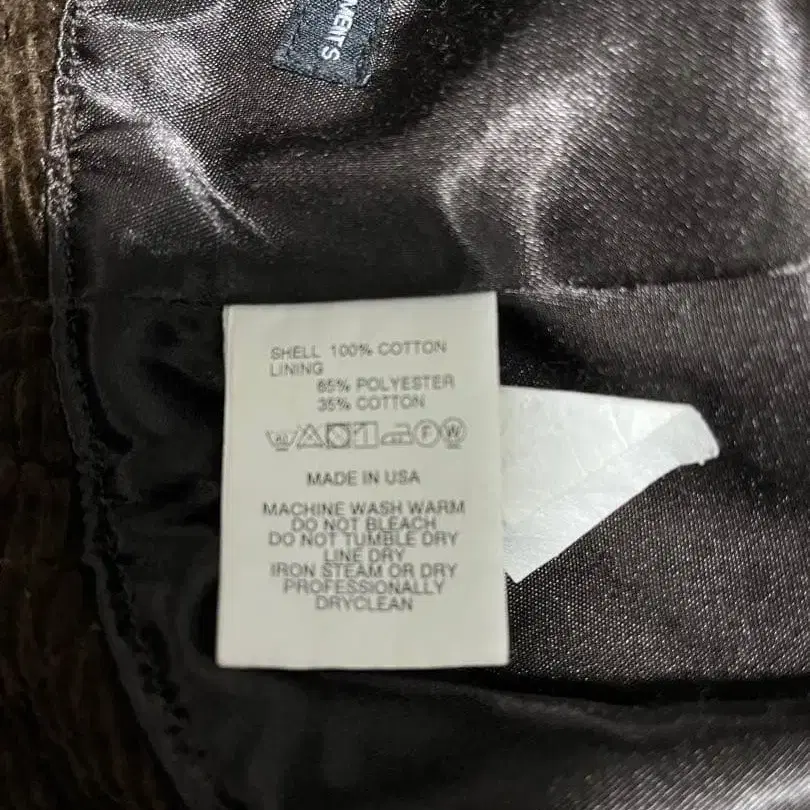 MENTS
SHELL 100% COTTON
LINING
65% POLYESTER
35% COTTON
F W
MADE IN USA
MACHINE WASH WARM
DO NOT BLEACH
DO NOT TUMBLE DRY
LINE DRY
IRON STEAM OR DRY
PROFESSIONALLY
DRYCLEAN